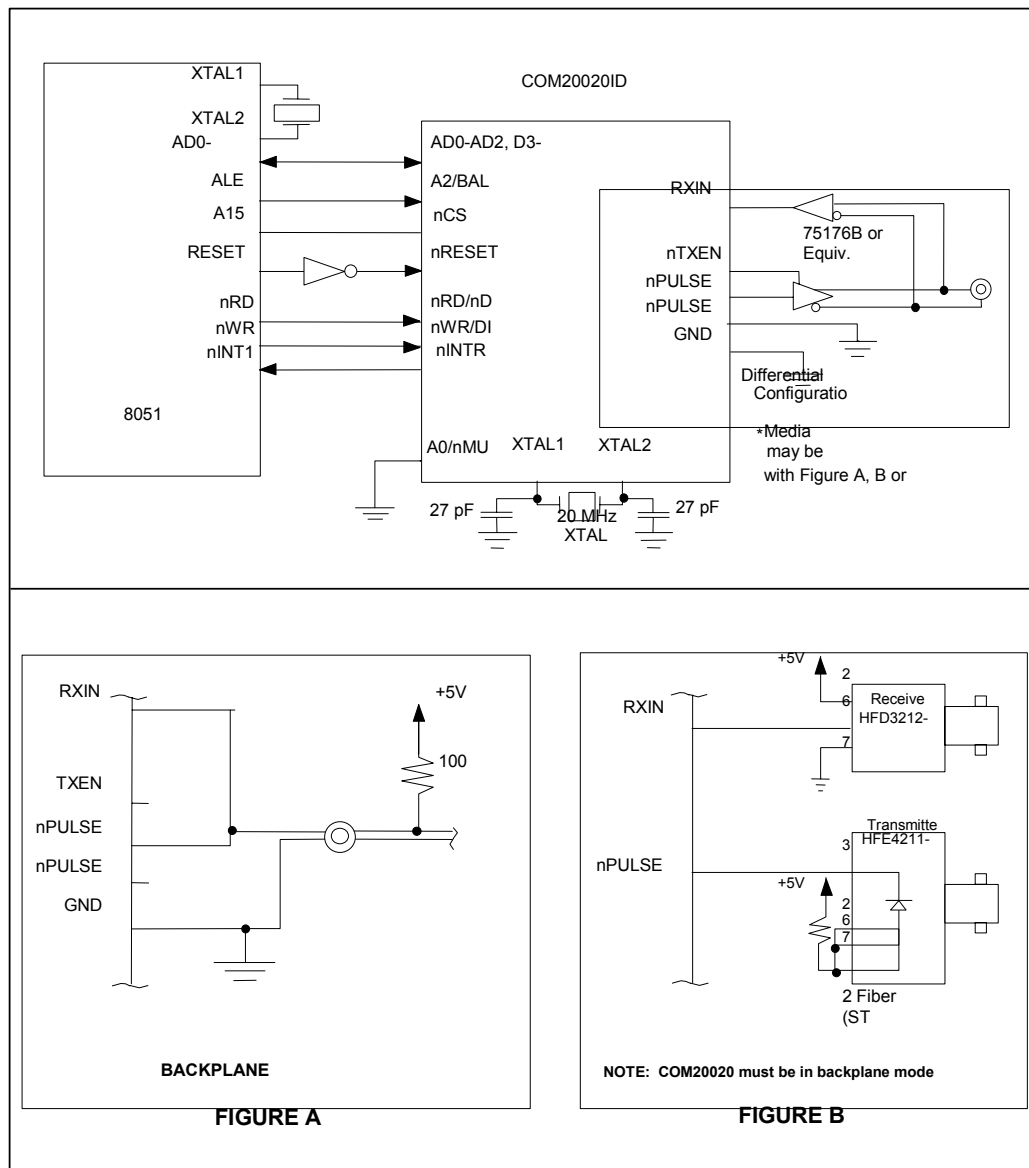 COM20020ID
XTAL1
XTAL2
AD0-
ALE
A15
RESET
nRD
nWR
nINT1
8051
AD0-AD2, D3-
A2/BAL
nCS
nRESET
nRD/nD
nWR/DI
nINTR
A0/nMU
XTAL1
XTAL2
27 pF
20 MHz
XTAL
27 pF
RXIN
nTXEN
nPULSE
nPULSE
GND
75176B or
Equiv.
Differential
Configuratio
*Media
may be
with Figure A, B or
RXIN
TXEN
nPULSE
nPULSE
GND
+5V
100
BACKPLANE
FIGURE A
RXIN
nPULSE
+5V
2
6
7
Receive
HFD3212-
Transmitte
HFE4211-
3
+5V
2
6
7
2 Fiber
(ST
NOTE: COM20020 must be in backplane mode
FIGURE B